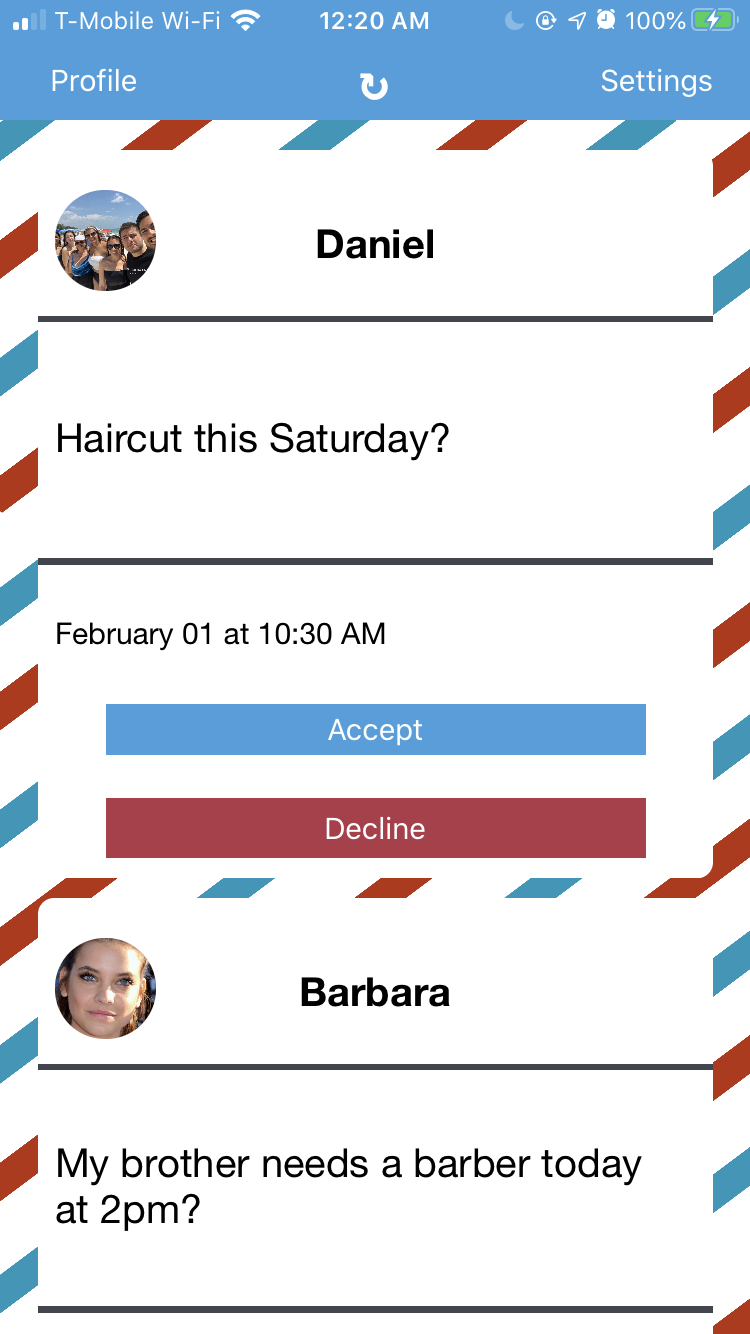 T-Mobile Wi-Fi 12:20 AM 100%
Profile Settings
Daniel
Haircut this Saturday?
February 01 at 10:30 AM
Accept
Decline
Barbara
My brother needs a barber today
at 2pm?